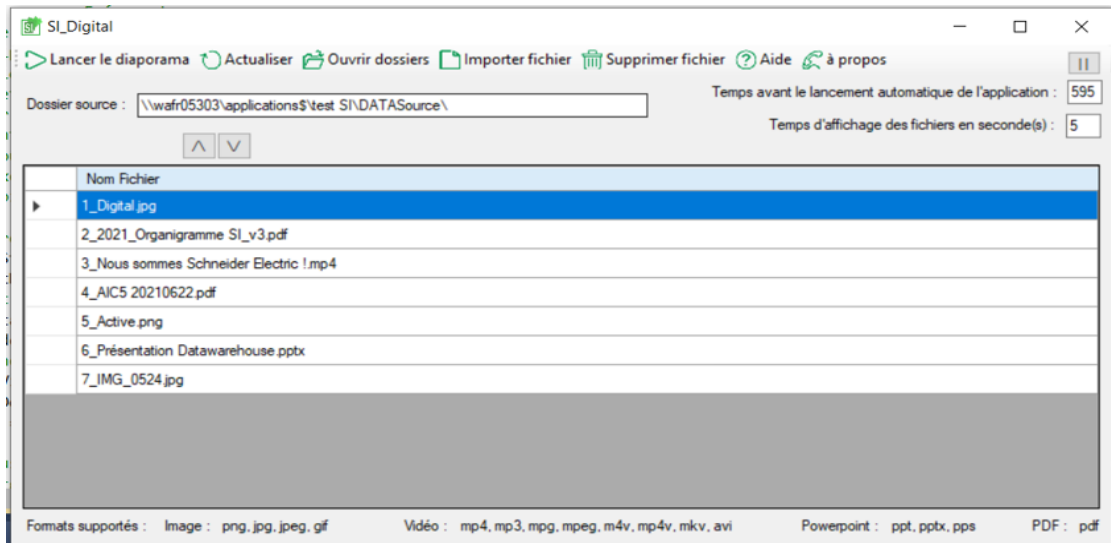 SI_Digital
Lancer le diaporama Actualiser Ouvrir dossiers Importer fichier Supprimer fichier Aide à propos
Dossier source : \\wafr05303\applications$\test SI\DATASource\
Temps avant le lancement automatique de l'application : 595
Temps d'affichage des fichiers en seconde(s) : 5
Nom Fichier
1_Digital.jpg
2_2021_Organigramme SI_v3.pdf
3_Nous sommes Schneider Electric !.mp4
4_AIC5 20210622.pdf
5_Active.png
6_Présentation Datawarehouse.pptx
7_IMG_0524.jpg
Formats supportés : Image : png, jpg, jpeg, gif Vidéo : mp4, mp3, mpg, mpeg, m4v, mp4v, mkv, avi Powerpoint : ppt, pptx, pps PDF : pdf